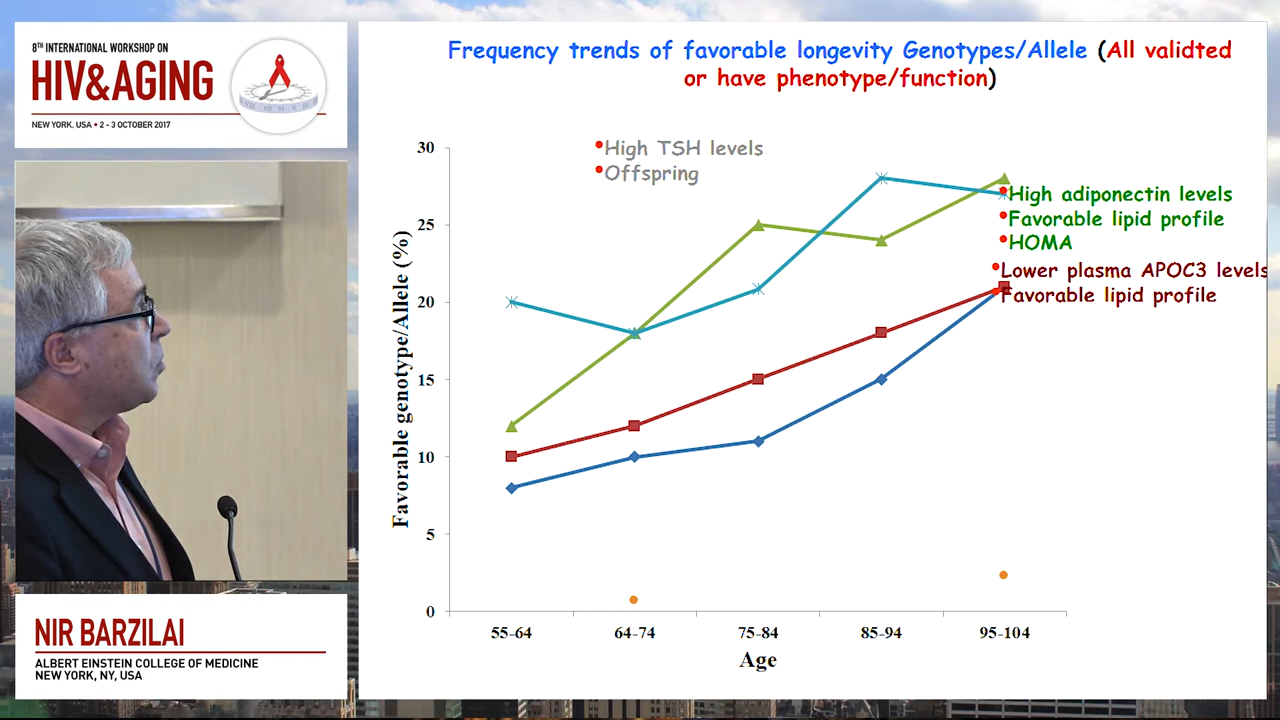 8TH INTERNATIONAL WORKSHOP ON
HIV&AGING
NEW YORK, USA • 2 - 3 OCTOBER 2017
NIR BARZILAI
ALBERT EINSTEIN COLLEGE OF MEDICINE
NEW YORK, NY, USA
Frequency trends of favorable longevity Genotypes/Allele (All validted
or have phenotype/function)
•High TSH levels
•Offspring
•High adiponectin levels
•Favorable lipid profile
•HOMA
•Lower plasma APOC3 levels
•Favorable lipid profile
Favorable genotype/Allele (%)
30
25
20
15
10
5
0
55-64 64-74 75-84 85-94 95-104
Age